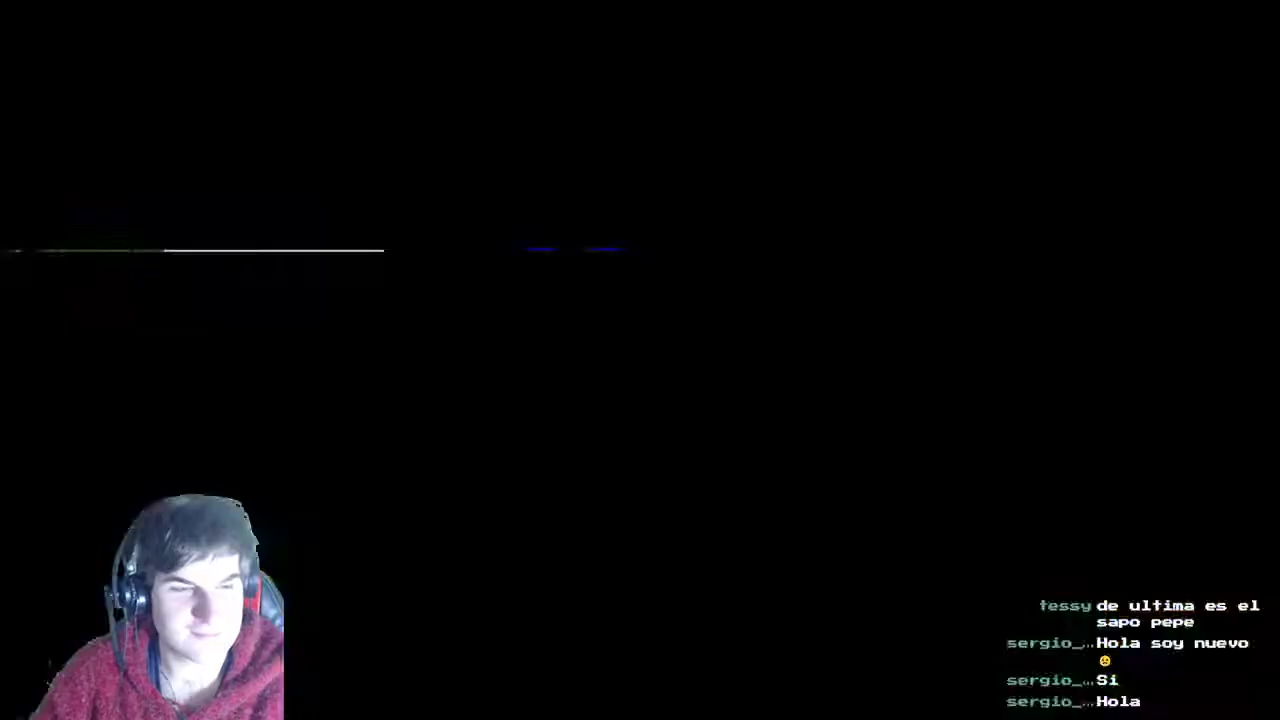 tessy de ultima es el
sapo pepe
sergio_... Hola soy nuevo
sergio_... Si
sergio_... Hola